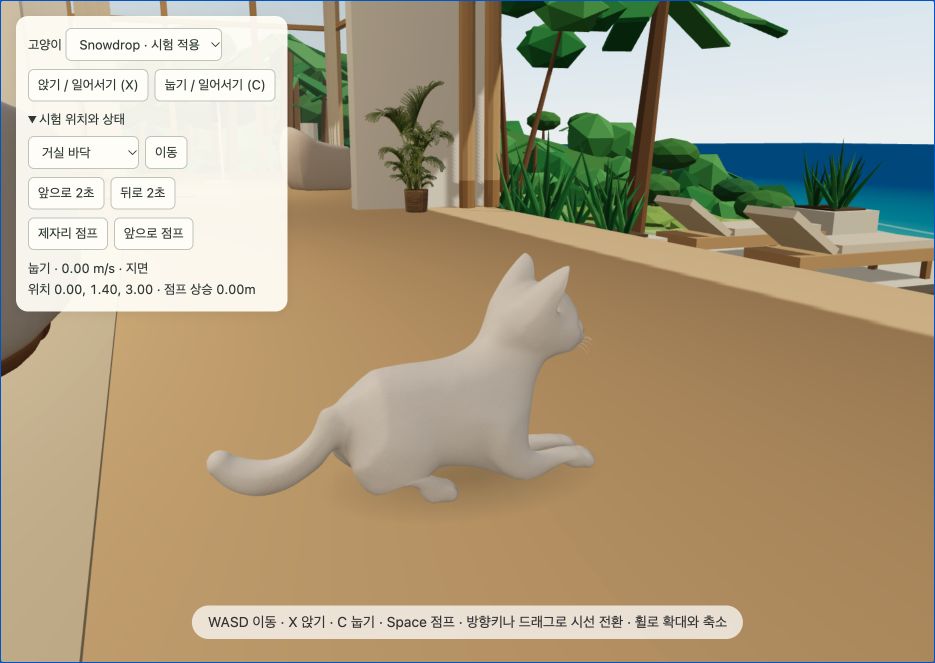 고양이 Snowdrop · 시험 적용
앉기 / 일어서기 (X) 눕기 / 일어서기 (C)
▼시험 위치와 상태
거실 바닥 이동
앞으로 2초 뒤로 2초
제자리 점프 앞으로 점프
눕기 · 0.00 m/s · 지면
위치 0.00, 1.40, 3.00 · 점프 상승 0.00m
WASD 이동 · X 앉기 · C 눕기 · Space 점프 · 방향키나 드래그로 시선 전환 · 휠로 확대와 축소